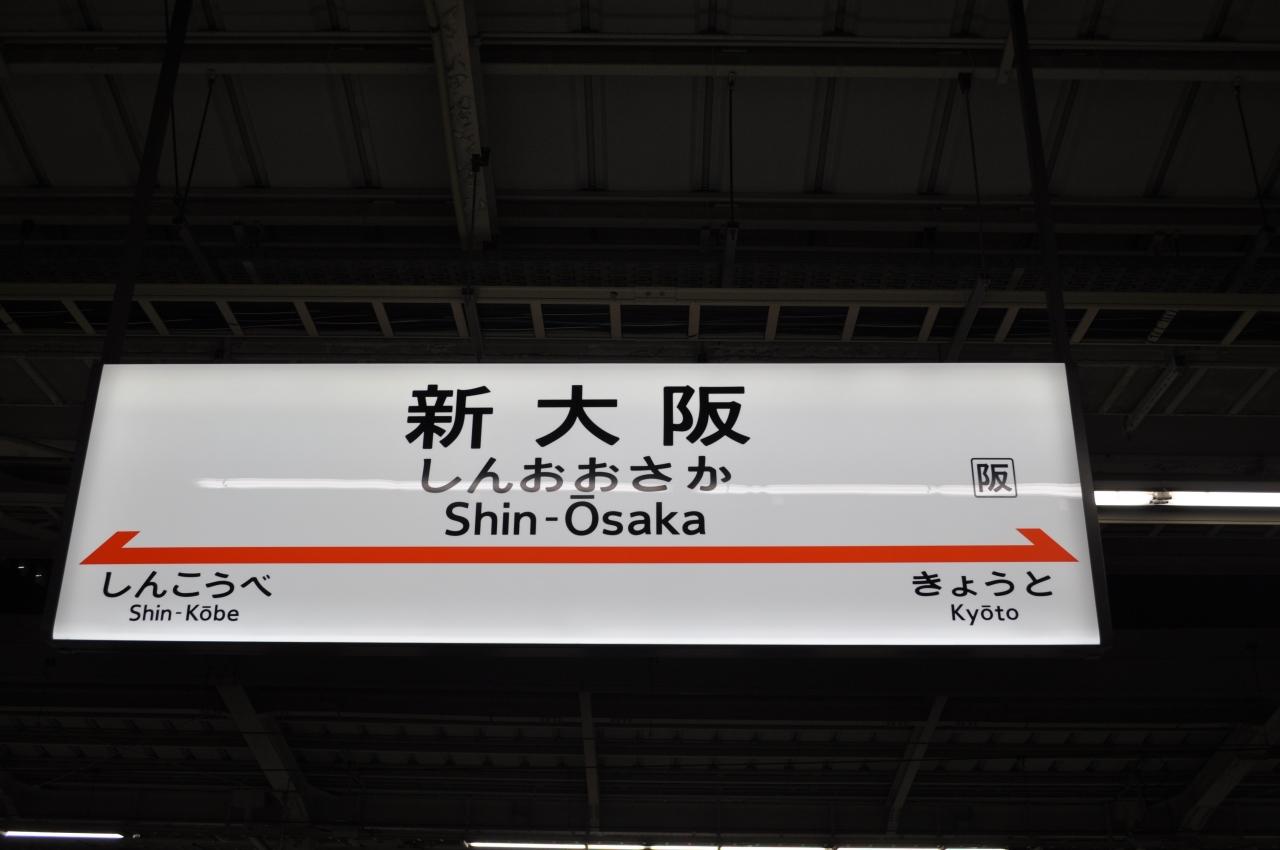 新大阪
しんおおさか
阪
Shin-Ōsaka
しんこうべ
Shin-Kōbe
きょうと
Kyōto